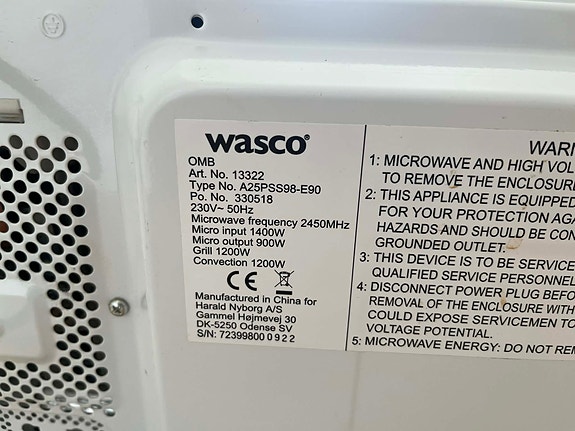 wasco®
OMB
Art. No. 13322
Type No. A25PSS98-E90
Po. No. 330518
230V~ 50Hz
Microwave frequency 2450MHz
Micro input 1400W
Micro output 900W
Grill 1200W
Convection 1200W
CE
Manufactured in China for
Harald Nyborg A/S
Gammel Højmevej 30
DK-5250 Odense SV
S/N: 72399800 0 9 2 2
WARN
1: MICROWAVE AND HIGH VOL
TO REMOVE THE ENCLOSUR
2: THIS APPLIANCE IS EQUIPPED
FOR YOUR PROTECTION AGA
HAZARDS AND SHOULD BE CON
GROUNDED OUTLET.
3: THIS DEVICE IS TO BE SERVICE
QUALIFIED SERVICE PERSONNEL
4: DISCONNECT POWER PLUG BEFO
REMOVAL OF THE ENCLOSURE WITH
COULD EXPOSE SERVICEMEN TO
VOLTAGE POTENTIAL.
5: MICROWAVE ENERGY: DO NOT REM